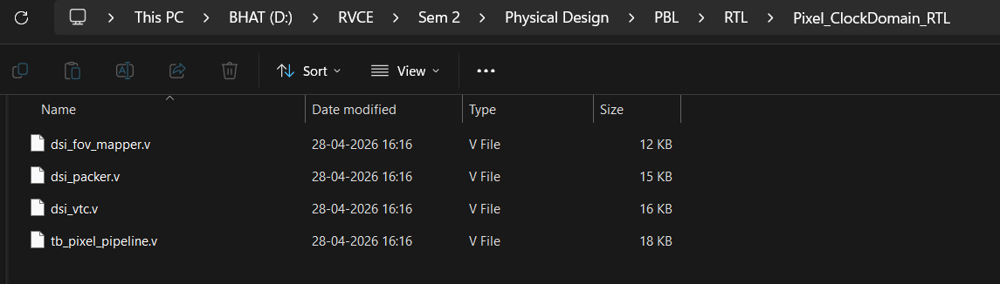 This PC > BHAT (D:) > RVCE > Sem 2 > Physical Design > PBL > RTL > Pixel_ClockDomain_RTL
Sort View ...
Name Date modified Type Size
dsi_fov_mapper.v 28-04-2026 16:16 V File 12 KB
dsi_packer.v 28-04-2026 16:16 V File 15 KB
dsi_vtc.v 28-04-2026 16:16 V File 16 KB
tb_pixel_pipeline.v 28-04-2026 16:16 V File 18 KB